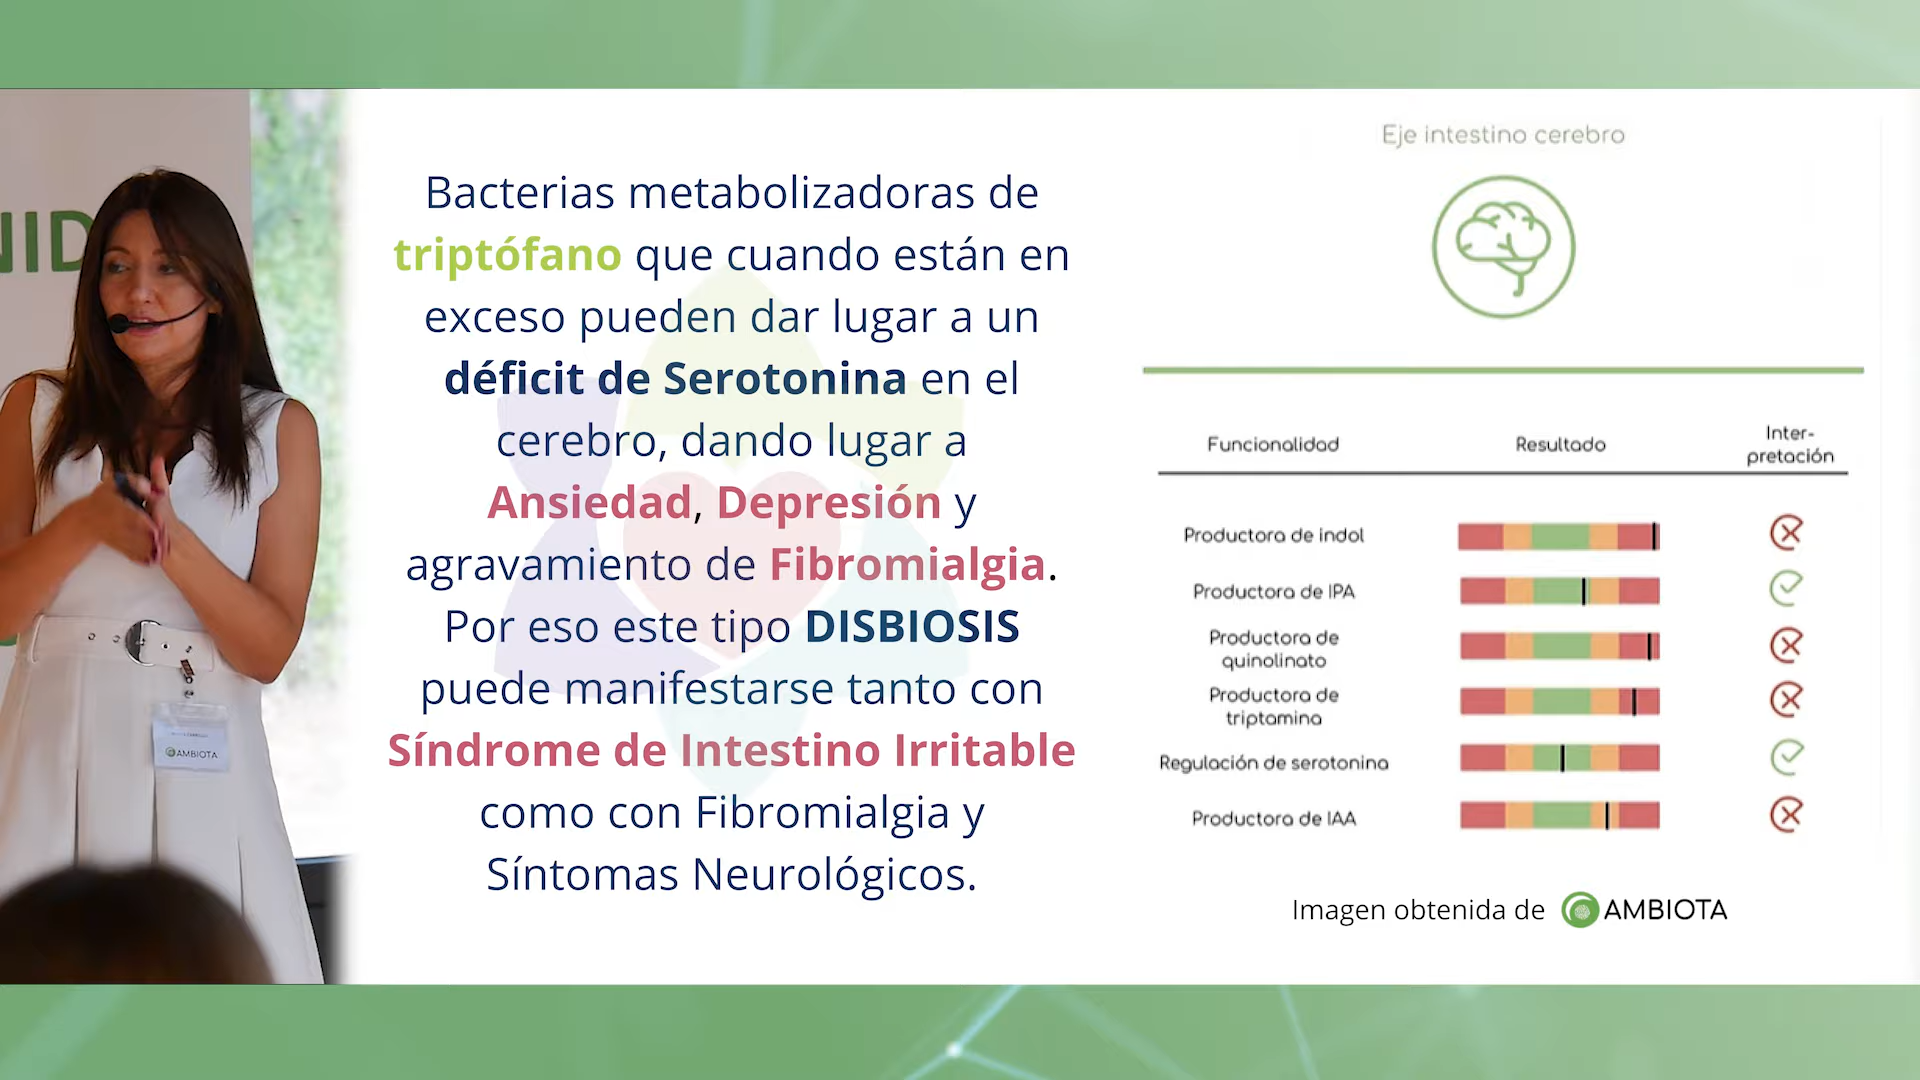 NID
AMBIOTA
Bacterias metabolizadoras de
triptófano que cuando están en
exceso pueden dar lugar a un
déficit de Serotonina en el
cerebro, dando lugar a
Ansiedad, Depresión y
agravamiento de Fibromialgia.
Por eso este tipo DISBIOSIS
puede manifestarse tanto con
Síndrome de Intestino Irritable
como con Fibromialgia y
Síntomas Neurológicos.
Eje intestino cerebro
Funcionalidad Resultado Inter-
pretación
Productora de indol
Productora de IPA
Productora de
quinolinato
Productora de
triptamina
Regulación de serotonina
Productora de IAA
Imagen obtenida de AMBIOTA